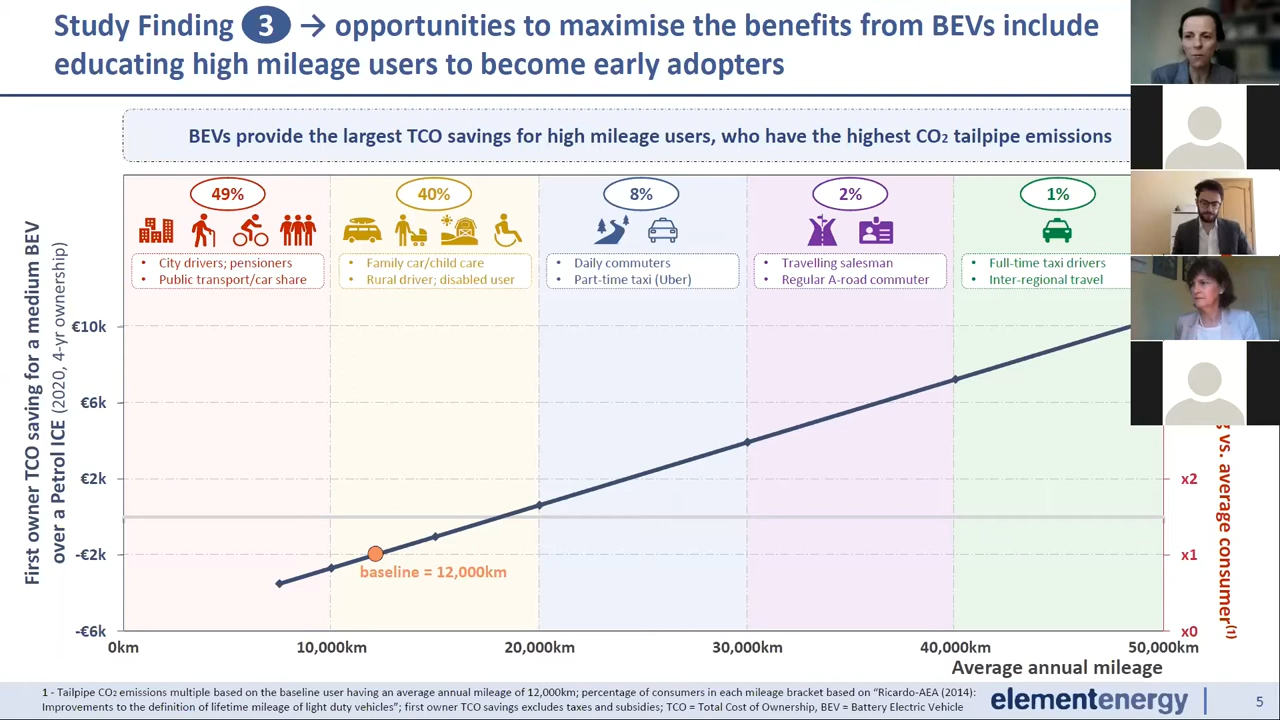 Study Finding 3 → opportunities to maximise the benefits from BEVs include
educating high mileage users to become early adopters
BEVs provide the largest TCO savings for high mileage users, who have the highest CO₂ tailpipe emissions
49%
40%
8%
2%
1%
• City drivers; pensioners
• Public transport/car share
• Family car/child care
• Rural driver; disabled user
• Daily commuters
• Part-time taxi (Uber)
• Travelling salesman
• Regular A-road commuter
• Full-time taxi drivers
• Inter-regional travel
First owner TCO saving for a medium BEV
over a Petrol ICE (2020, 4-yr ownership)
€10k
€6k
€2k
-€2k
-€6k
baseline = 12,000km
x2
x1
x0
vs. average consumer(1)
0km
10,000km
20,000km
30,000km
40,000km
50,000km
Average annual mileage
1 - Tailpipe CO₂ emissions multiple based on the baseline user having an average annual mileage of 12,000km; percentage of consumers in each mileage bracket based on “Ricardo-AEA (2014):
Improvements to the definition of lifetime mileage of light duty vehicles”; first owner TCO savings excludes taxes and subsidies; TCO = Total Cost of Ownership, BEV = Battery Electric Vehicle
elementenergy
5